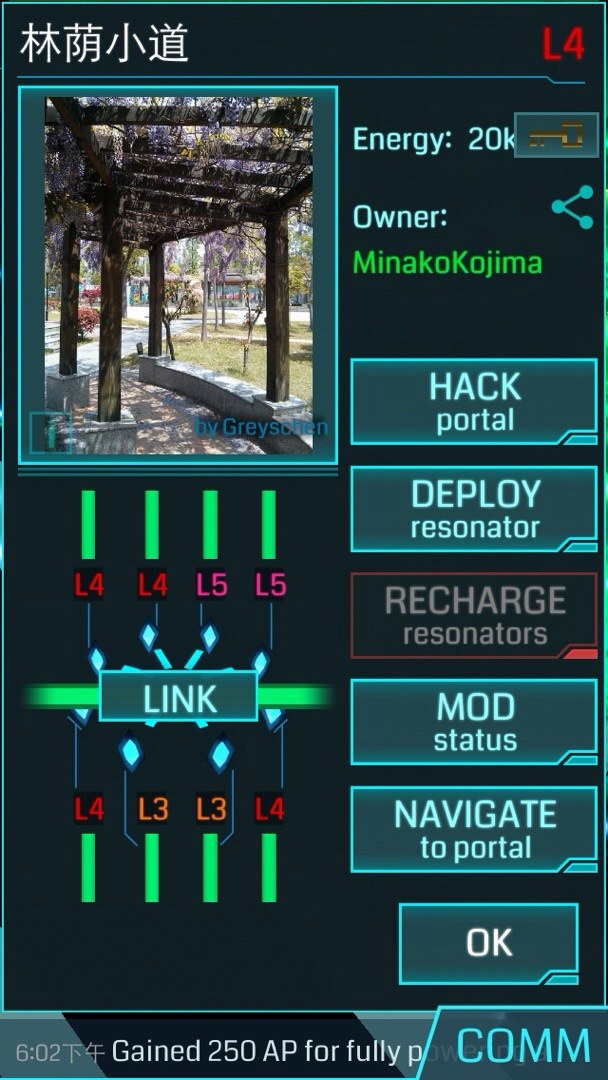 林荫小道 L4
Energy: 20k
Owner:
MinakoKojima
by Greyschen
HACK
portal
DEPLOY
resonator
RECHARGE
resonators
MOD
status
NAVIGATE
to portal
L4 L4 L5 L5
LINK
L4 L3 L3 L4
OK
6:02下午 Gained 250 AP for fully powering a
COMM